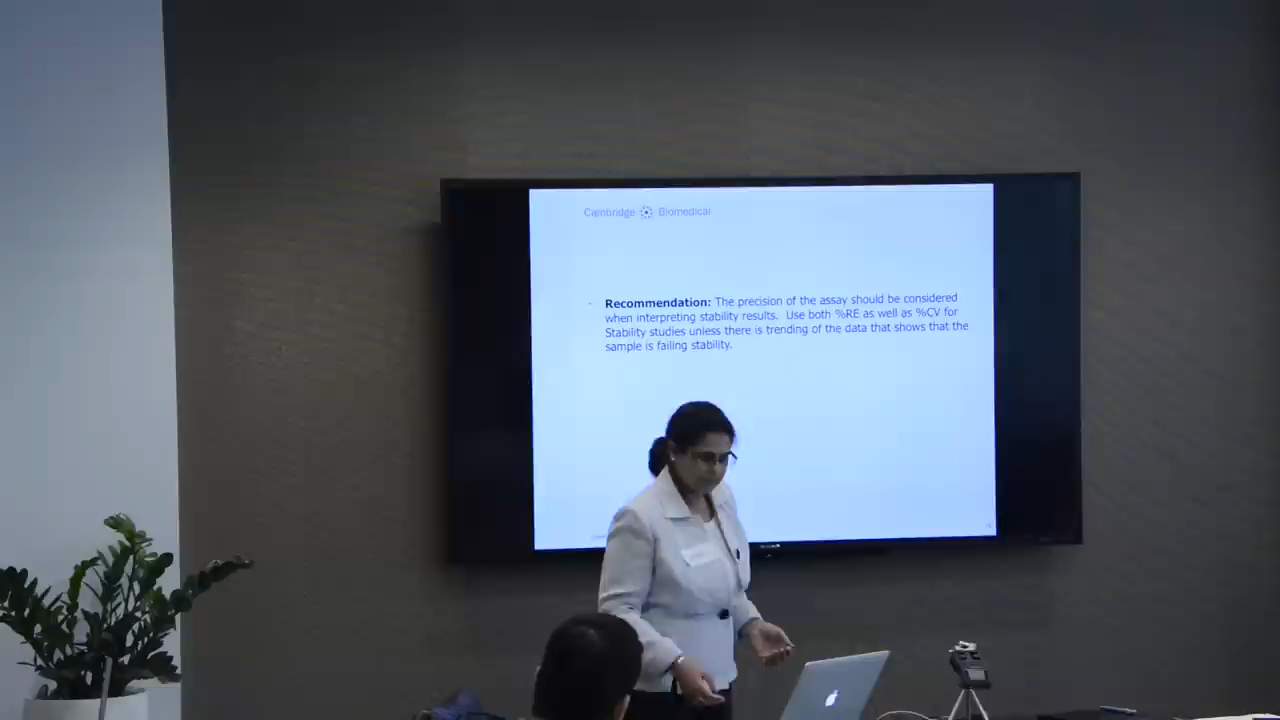 Cambridge Biomedical
- Recommendation: The precision of the assay should be considered
when interpreting stability results. Use both %RE as well as %CV for
Stability studies unless there is trending of the data that shows that the
sample is failing stability.